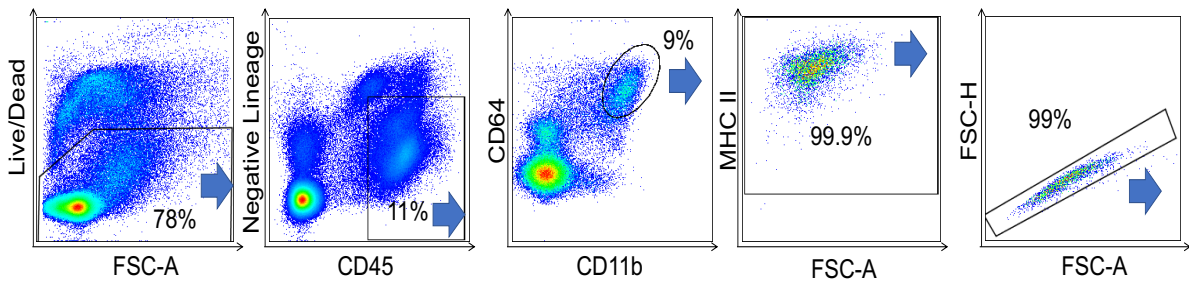 Live/Dead
78%
FSC-A
Negative Lineage
11%
CD45
CD64
9%
CD11b
MHC II
99.9%
FSC-A
FSC-H
99%
FSC-A